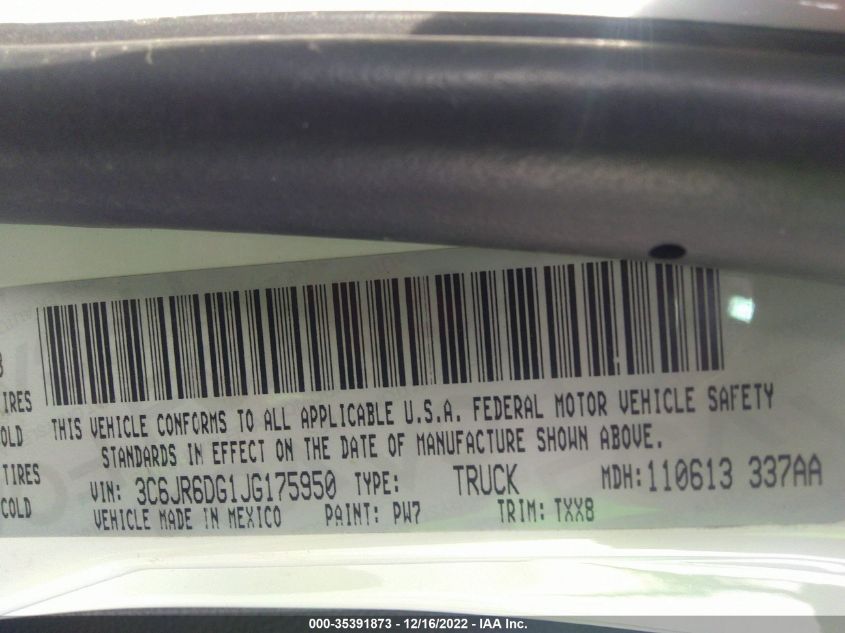 3
IRES
OLD
TIRES
COLD
THIS VEHICLE CONFORMS TO ALL APPLICABLE U.S.A. FEDERAL MOTOR VEHICLE SAFETY
STANDARDS IN EFFECT ON THE DATE OF MANUFACTURE SHOWN ABOVE.
VIN: 3C6JR6DG1JG175950 TYPE: TRUCK MDH:110613 337AA
VEHICLE MADE IN MEXICO PAINT: PW7 TRIM: TXX8
000-35391873 - 12/16/2022 - IAA Inc.